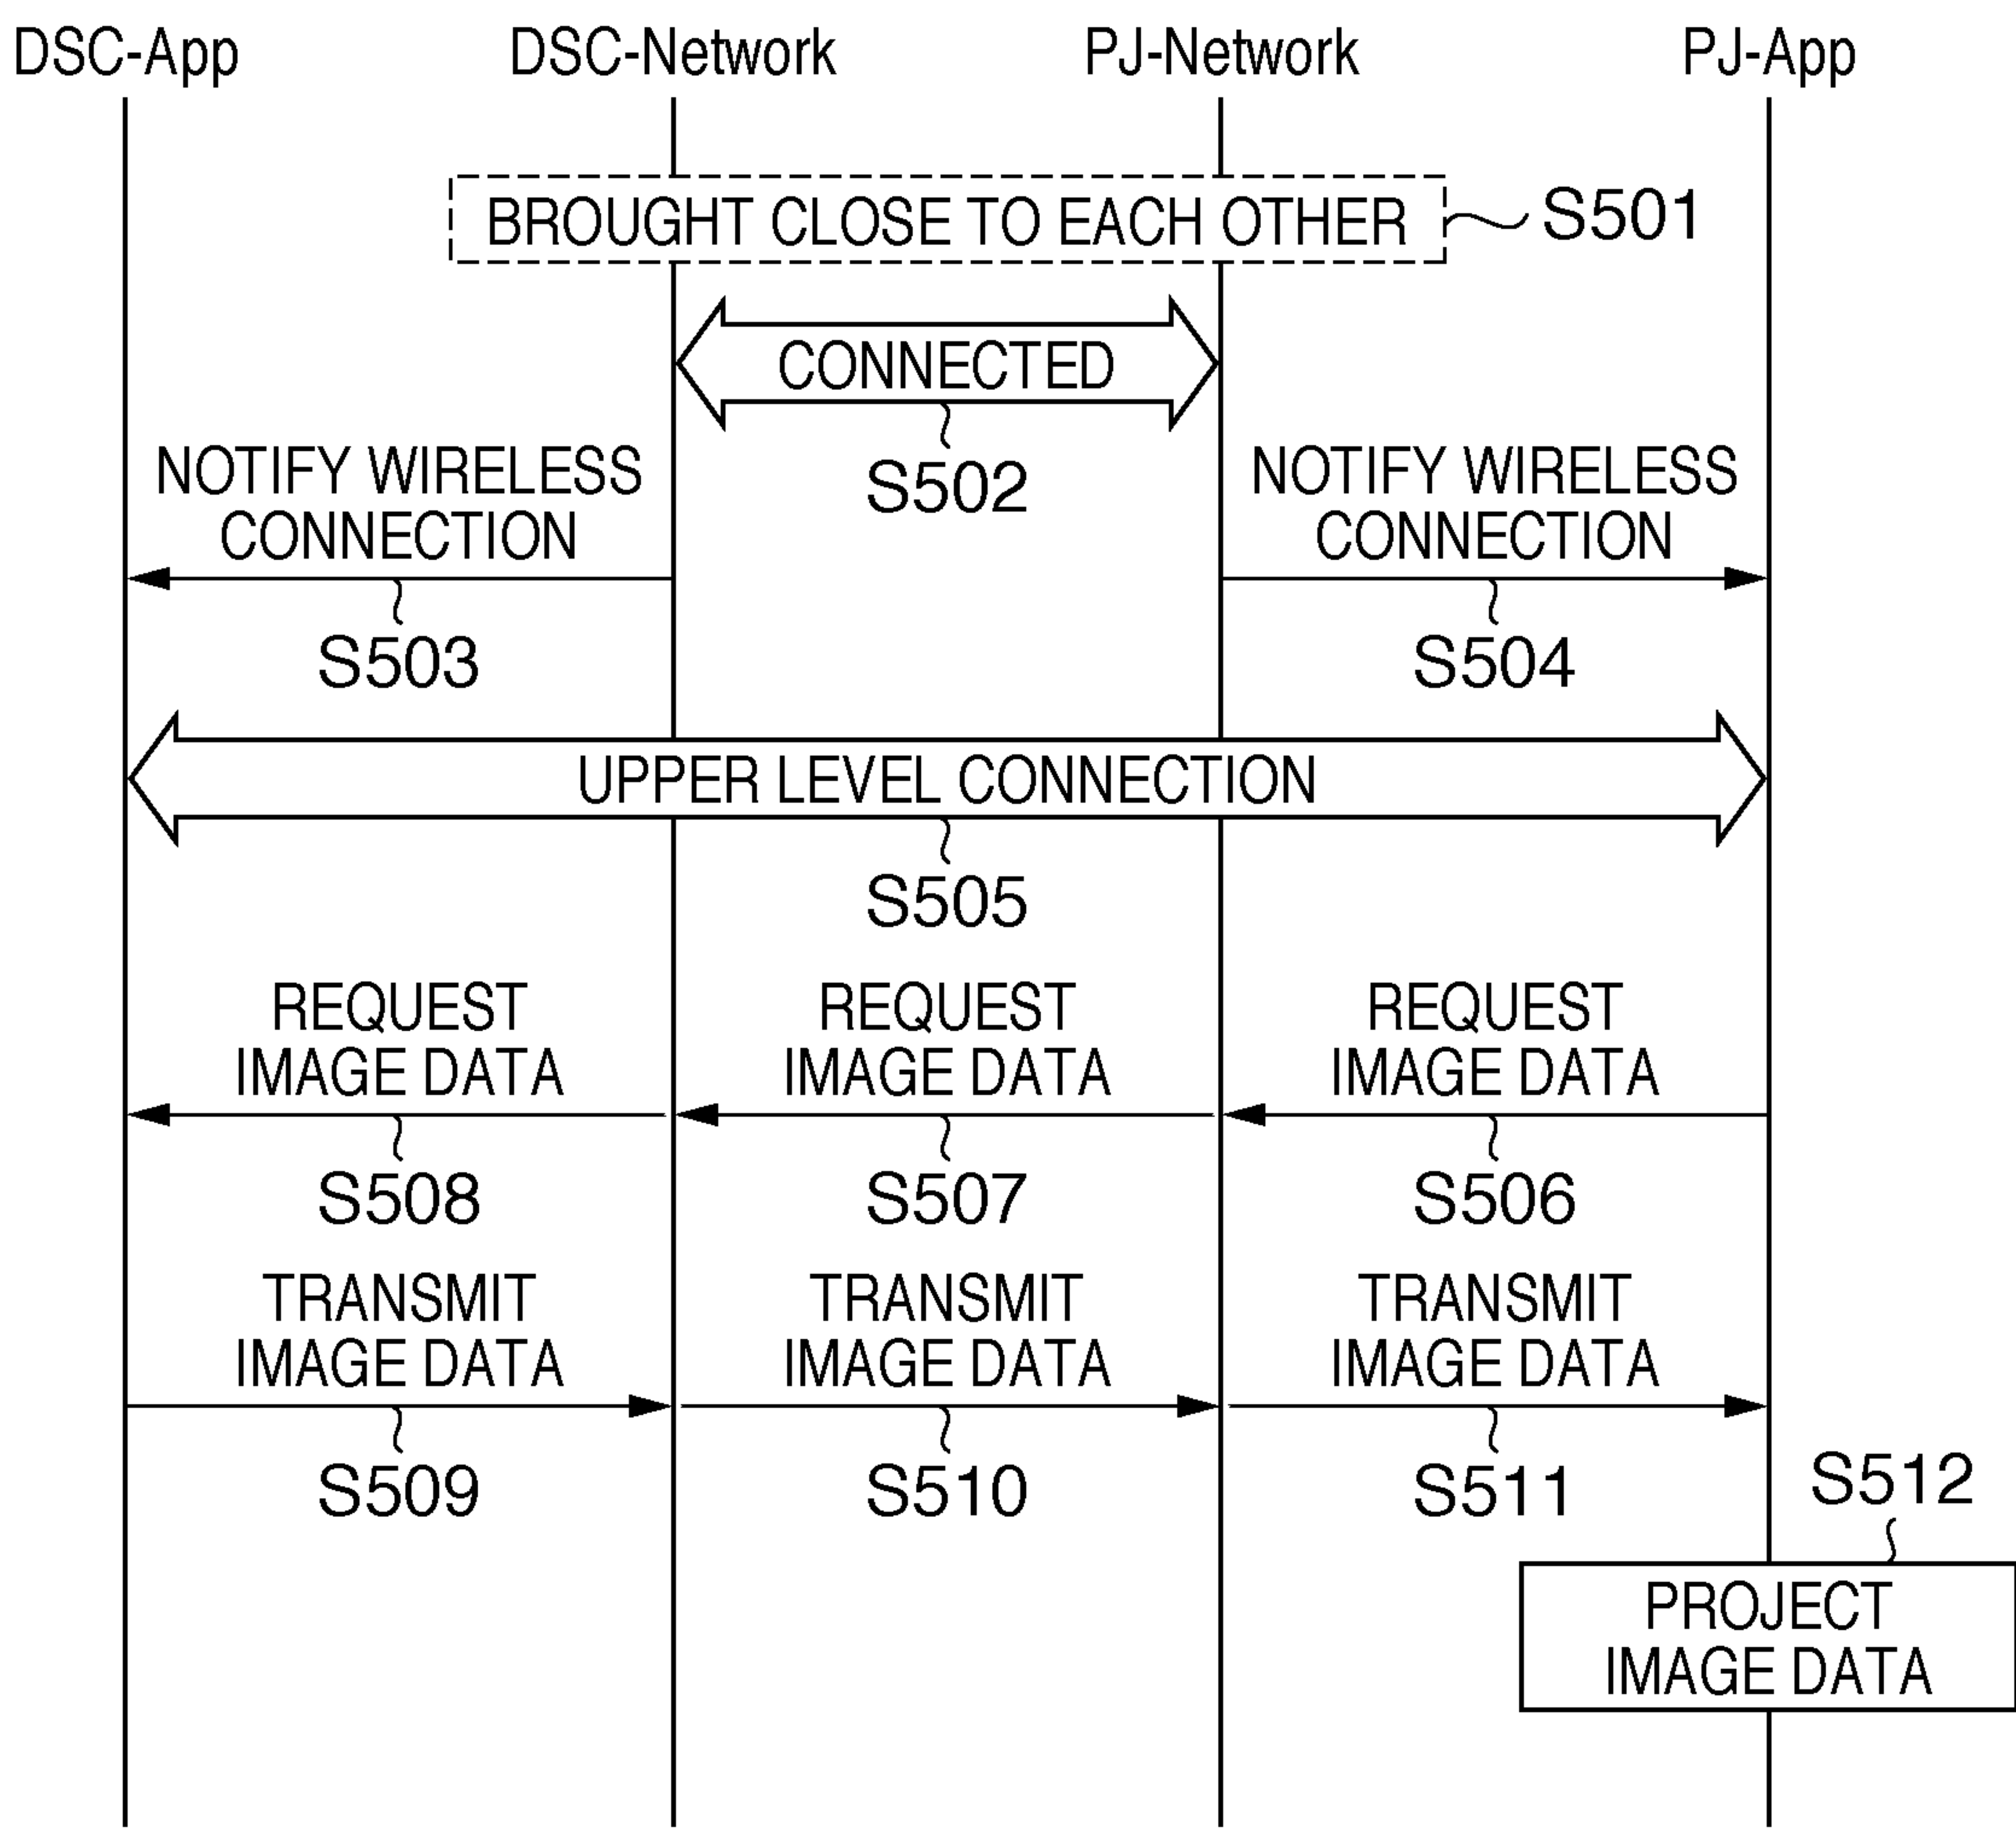 DSC-App DSC-Network PJ-Network PJ-App
BROUGHT CLOSE TO EACH OTHER
S501
CONNECTED
S502
NOTIFY WIRELESS
CONNECTION
S503
NOTIFY WIRELESS
CONNECTION
S504
UPPER LEVEL CONNECTION
S505
REQUEST
IMAGE DATA
S508
REQUEST
IMAGE DATA
S507
REQUEST
IMAGE DATA
S506
TRANSMIT
IMAGE DATA
S509
TRANSMIT
IMAGE DATA
S510
TRANSMIT
IMAGE DATA
S511
S512
PROJECT
IMAGE DATA